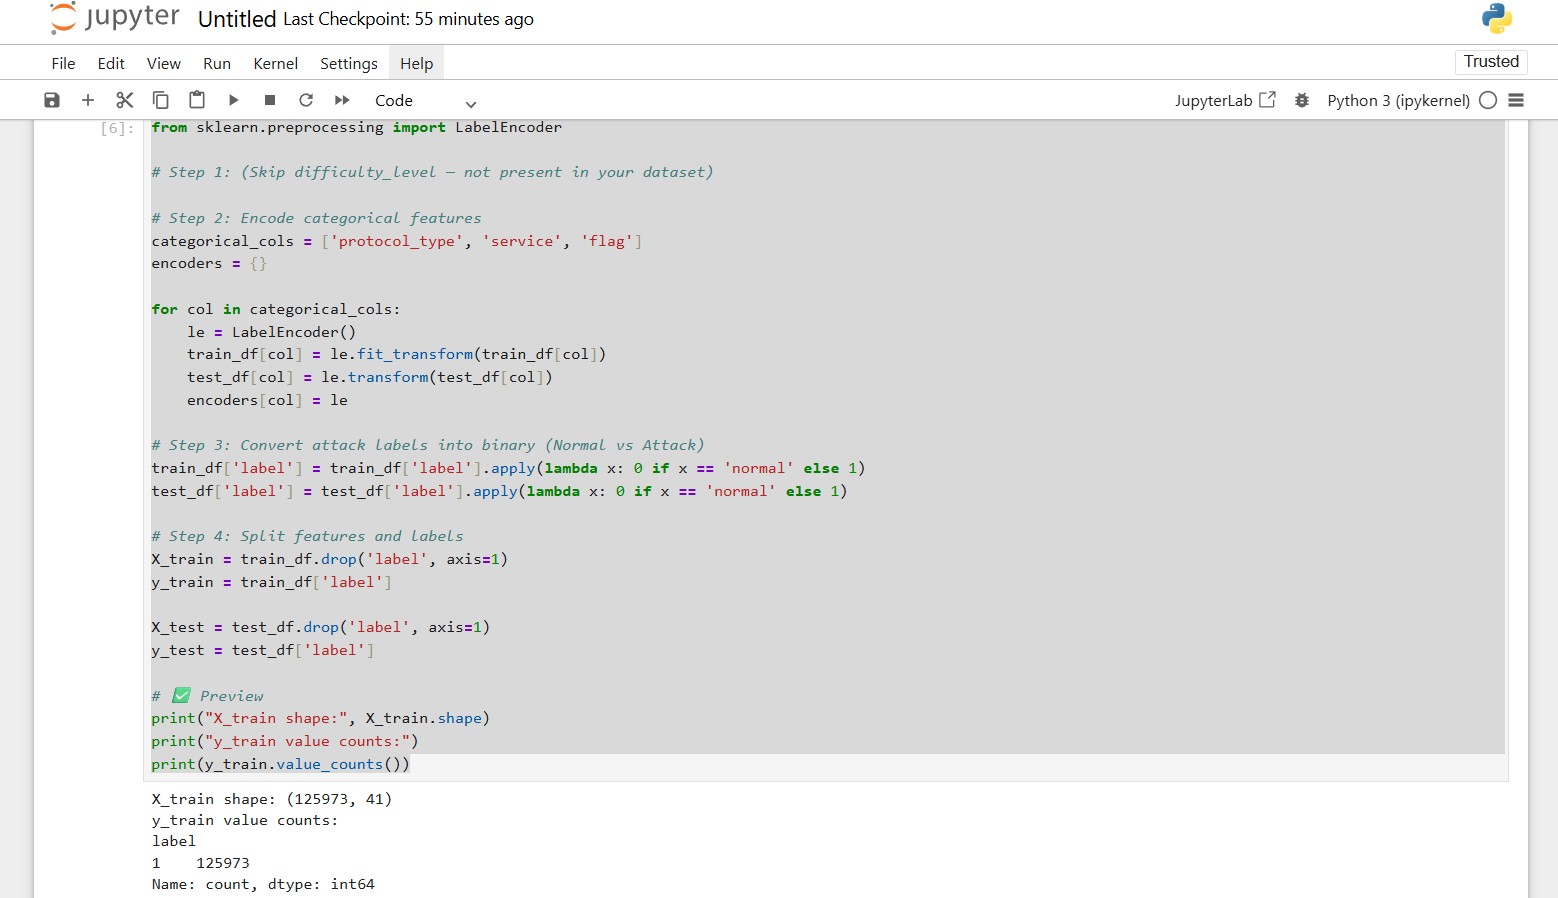 jupyter Untitled Last Checkpoint: 55 minutes ago
File Edit View Run Kernel Settings Help Trusted
Code JupyterLab Python 3 (ipykernel)
[6]: from sklearn.preprocessing import LabelEncoder
# Step 1: (Skip difficulty_level — not present in your dataset)
# Step 2: Encode categorical features
categorical_cols = ['protocol_type', 'service', 'flag']
encoders = {}
for col in categorical_cols:
    le = LabelEncoder()
    train_df[col] = le.fit_transform(train_df[col])
    test_df[col] = le.transform(test_df[col])
    encoders[col] = le
# Step 3: Convert attack labels into binary (Normal vs Attack)
train_df['label'] = train_df['label'].apply(lambda x: 0 if x == 'normal' else 1)
test_df['label'] = test_df['label'].apply(lambda x: 0 if x == 'normal' else 1)
# Step 4: Split features and labels
X_train = train_df.drop('label', axis=1)
y_train = train_df['label']
X_test = test_df.drop('label', axis=1)
y_test = test_df['label']
# ✅ Preview
print("X_train shape:", X_train.shape)
print("y_train value counts:")
print(y_train.value_counts())
X_train shape: (125973, 41)
y_train value counts:
label
1    125973
Name: count, dtype: int64